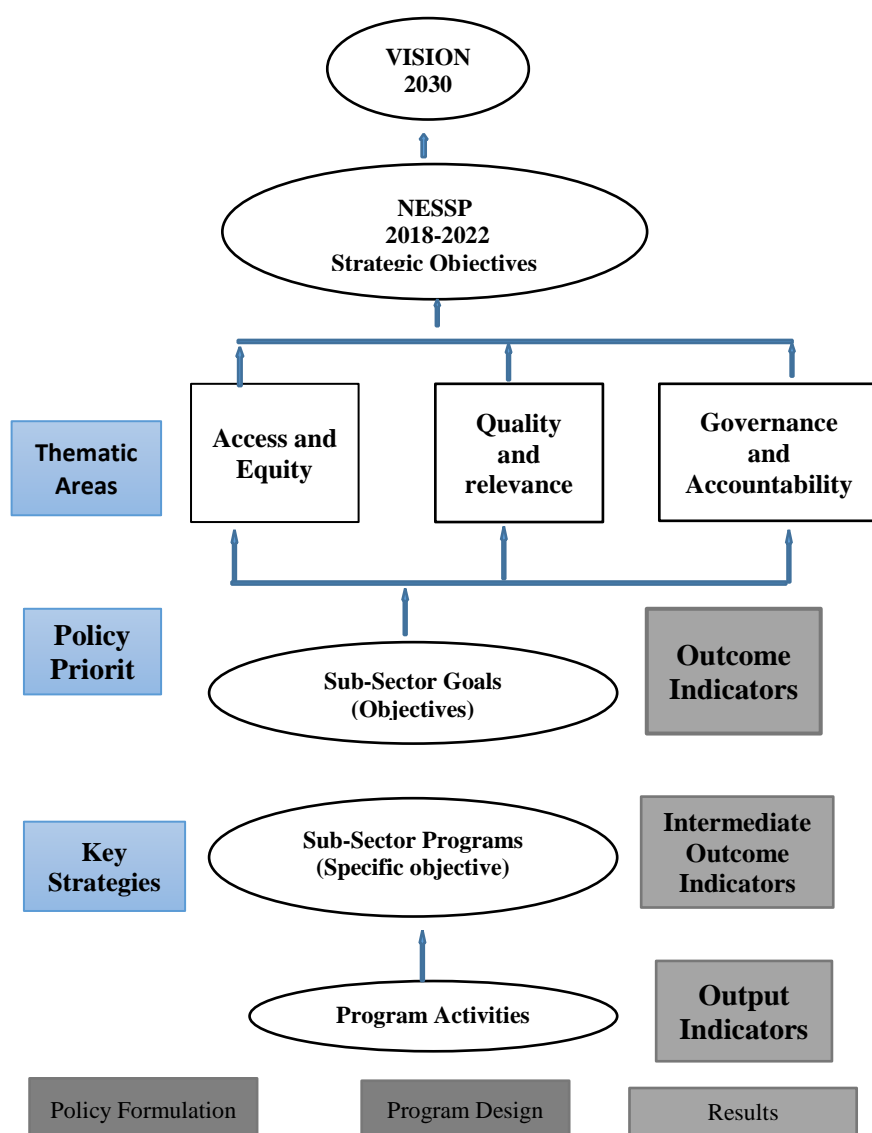 VISION
2030
NESSP
2018-2022
Strategic Objectives
Thematic
Areas
Access and
Equity
Quality
and
relevance
Governance
and
Accountability
Policy
Priorit
Sub-Sector Goals
(Objectives)
Outcome
Indicators
Key
Strategies
Sub-Sector Programs
(Specific objective)
Intermediate
Outcome
Indicators
Program Activities
Output
Indicators
Policy Formulation
Program Design
Results